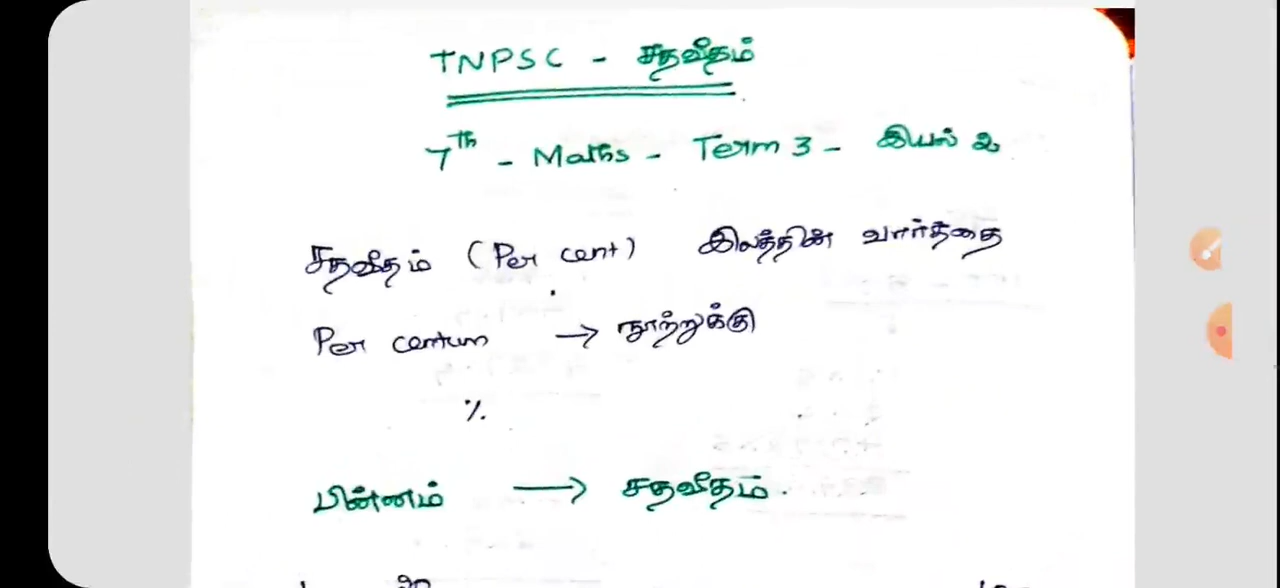 TNPSC - சதவீதம்
7th - Maths - Term 3 - இயல் 2
சதவீதம் (Per cent) இலத்தின் வார்த்தை
Per centum → நூற்றுக்கு
%
பின்னம் → சதவீதம்.